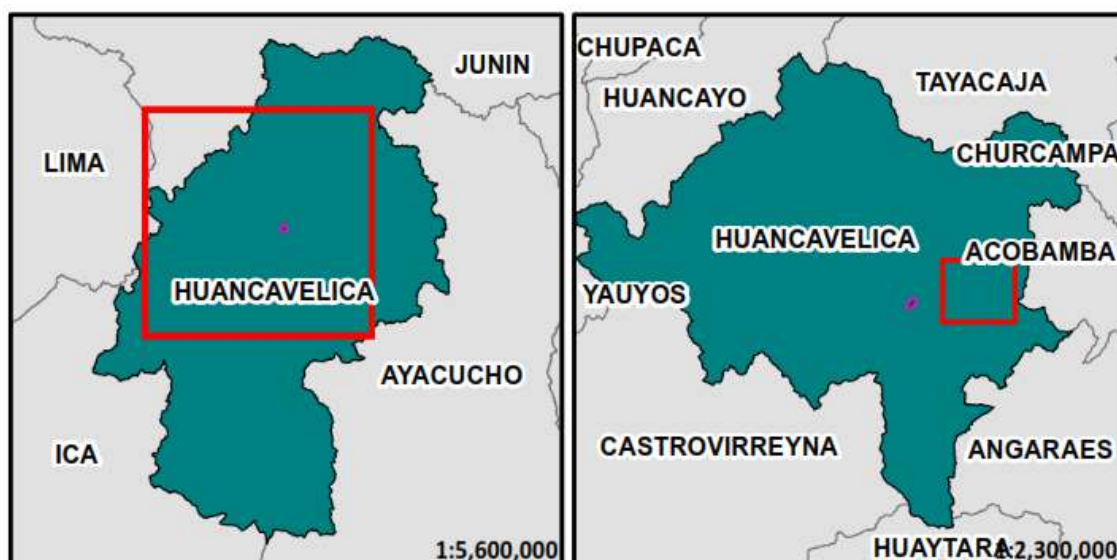 JUNIN
LIMA
HUANCAVELICA
AYACUCHO
ICA
1:5,600,000
CHUPACA
TAYACAJA
HUANCAYO
CHURCAMPA
HUANCAVELICA
ACOBAMBA
YAUYOS
CASTROVIRREYNA
ANGARAES
HUAYTARA
1:2,300,000